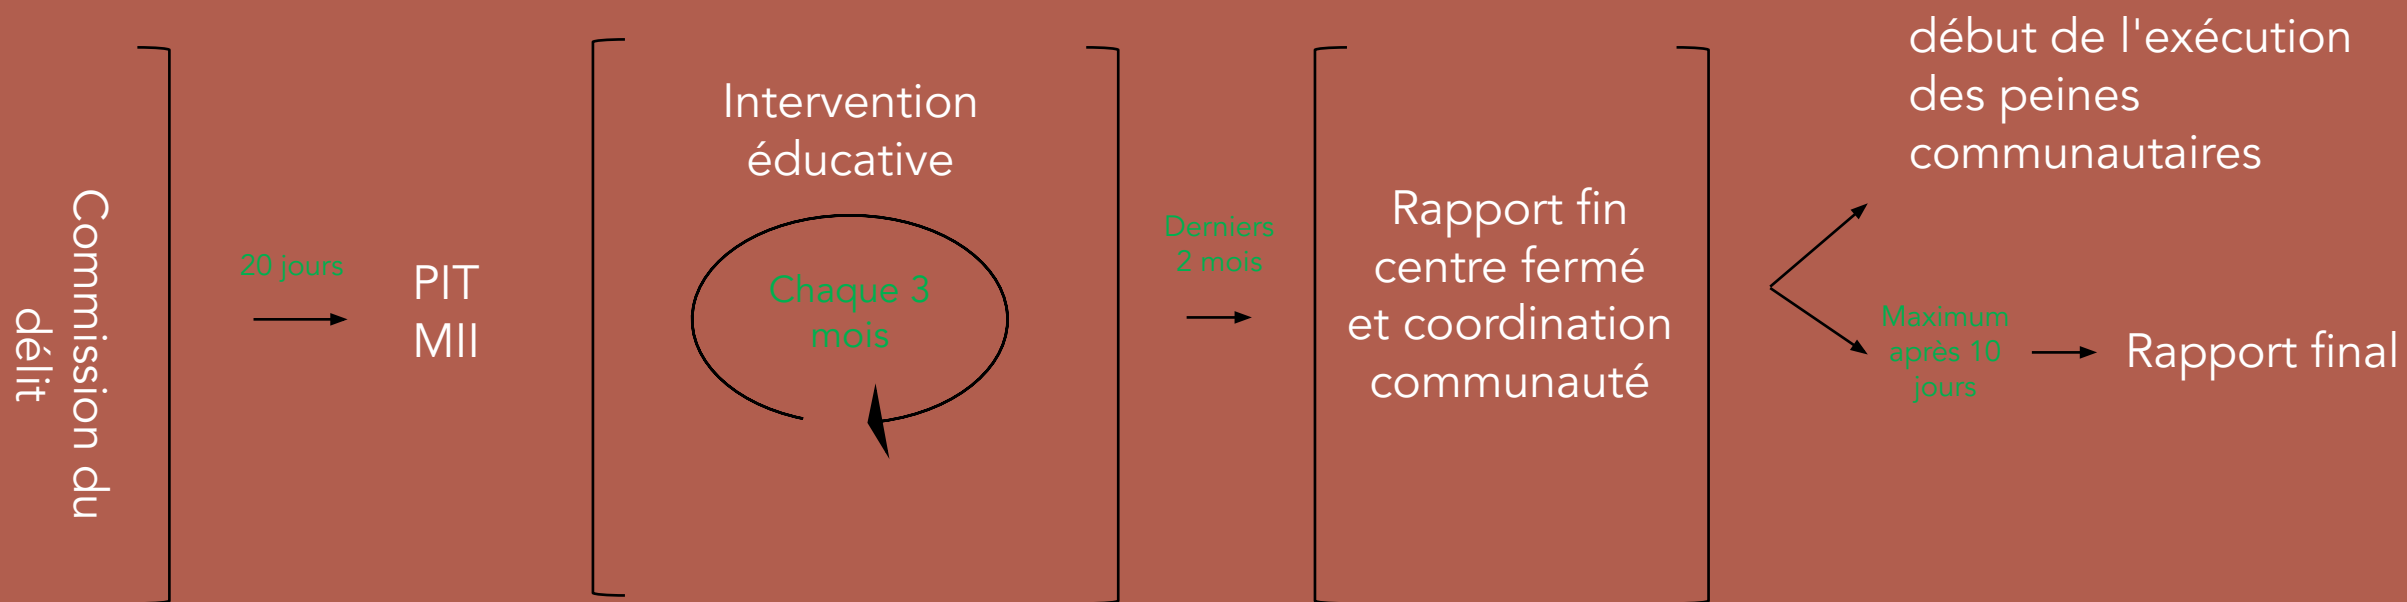 Commission du
délit
20 jours
PIT
MII
Intervention
éducative
Chaque 3
mois
Derniers
2 mois
Rapport fin
centre fermé
et coordination
communauté
début de l'exécution
des peines
communautaires
Maximum
après 10
jours
Rapport final